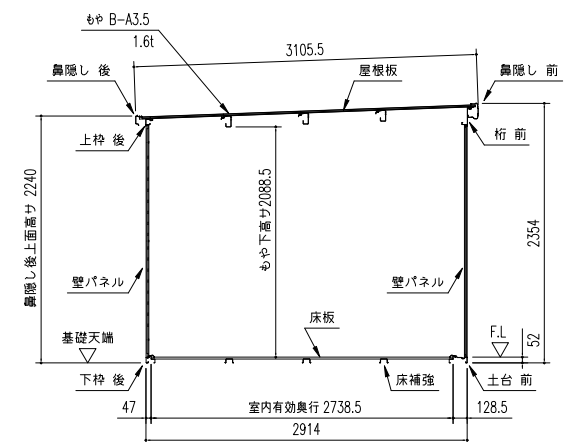 もや B-A3.5
1.6t
3105.5
鼻隠し 後
屋根板
鼻隠し 前
上枠 後
桁 前
鼻隠し後上面高サ 2240
もや下高サ2088.5
2354
壁パネル
壁パネル
基礎天端
床板
F.L
52
下枠 後
床補強
土台 前
47
室内有効奥行 2738.5
128.5
2914